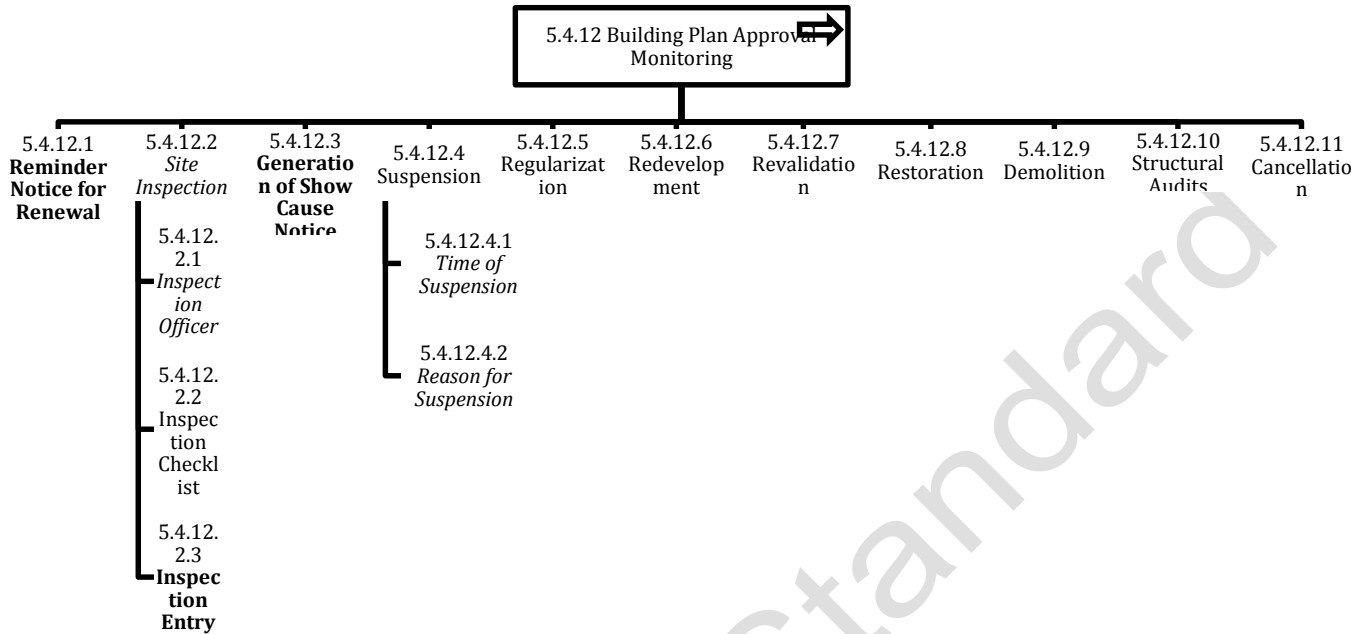 5.4.12 Building Plan Approval
Monitoring
5.4.12.1
Reminder
Notice for
Renewal
5.4.12.2
Site
Inspection
5.4.12.
2.1
Inspect
ion
Officer
5.4.12.
2.2
Inspec
tion
Checkl
ist
5.4.12.
2.3
Inspec
tion
Entry
5.4.12.3
Generatio
n of Show
Cause
Notice
5.4.12.4
Suspension
5.4.12.4.1
Time of
Suspension
5.4.12.4.2
Reason for
Suspension
5.4.12.5
Regularizat
ion
5.4.12.6
Redevelop
ment
5.4.12.7
Revalidatio
n
5.4.12.8
Restoration
5.4.12.9
Demolition
5.4.12.10
Structural
Audits
5.4.12.11
Cancellatio
n
Standard